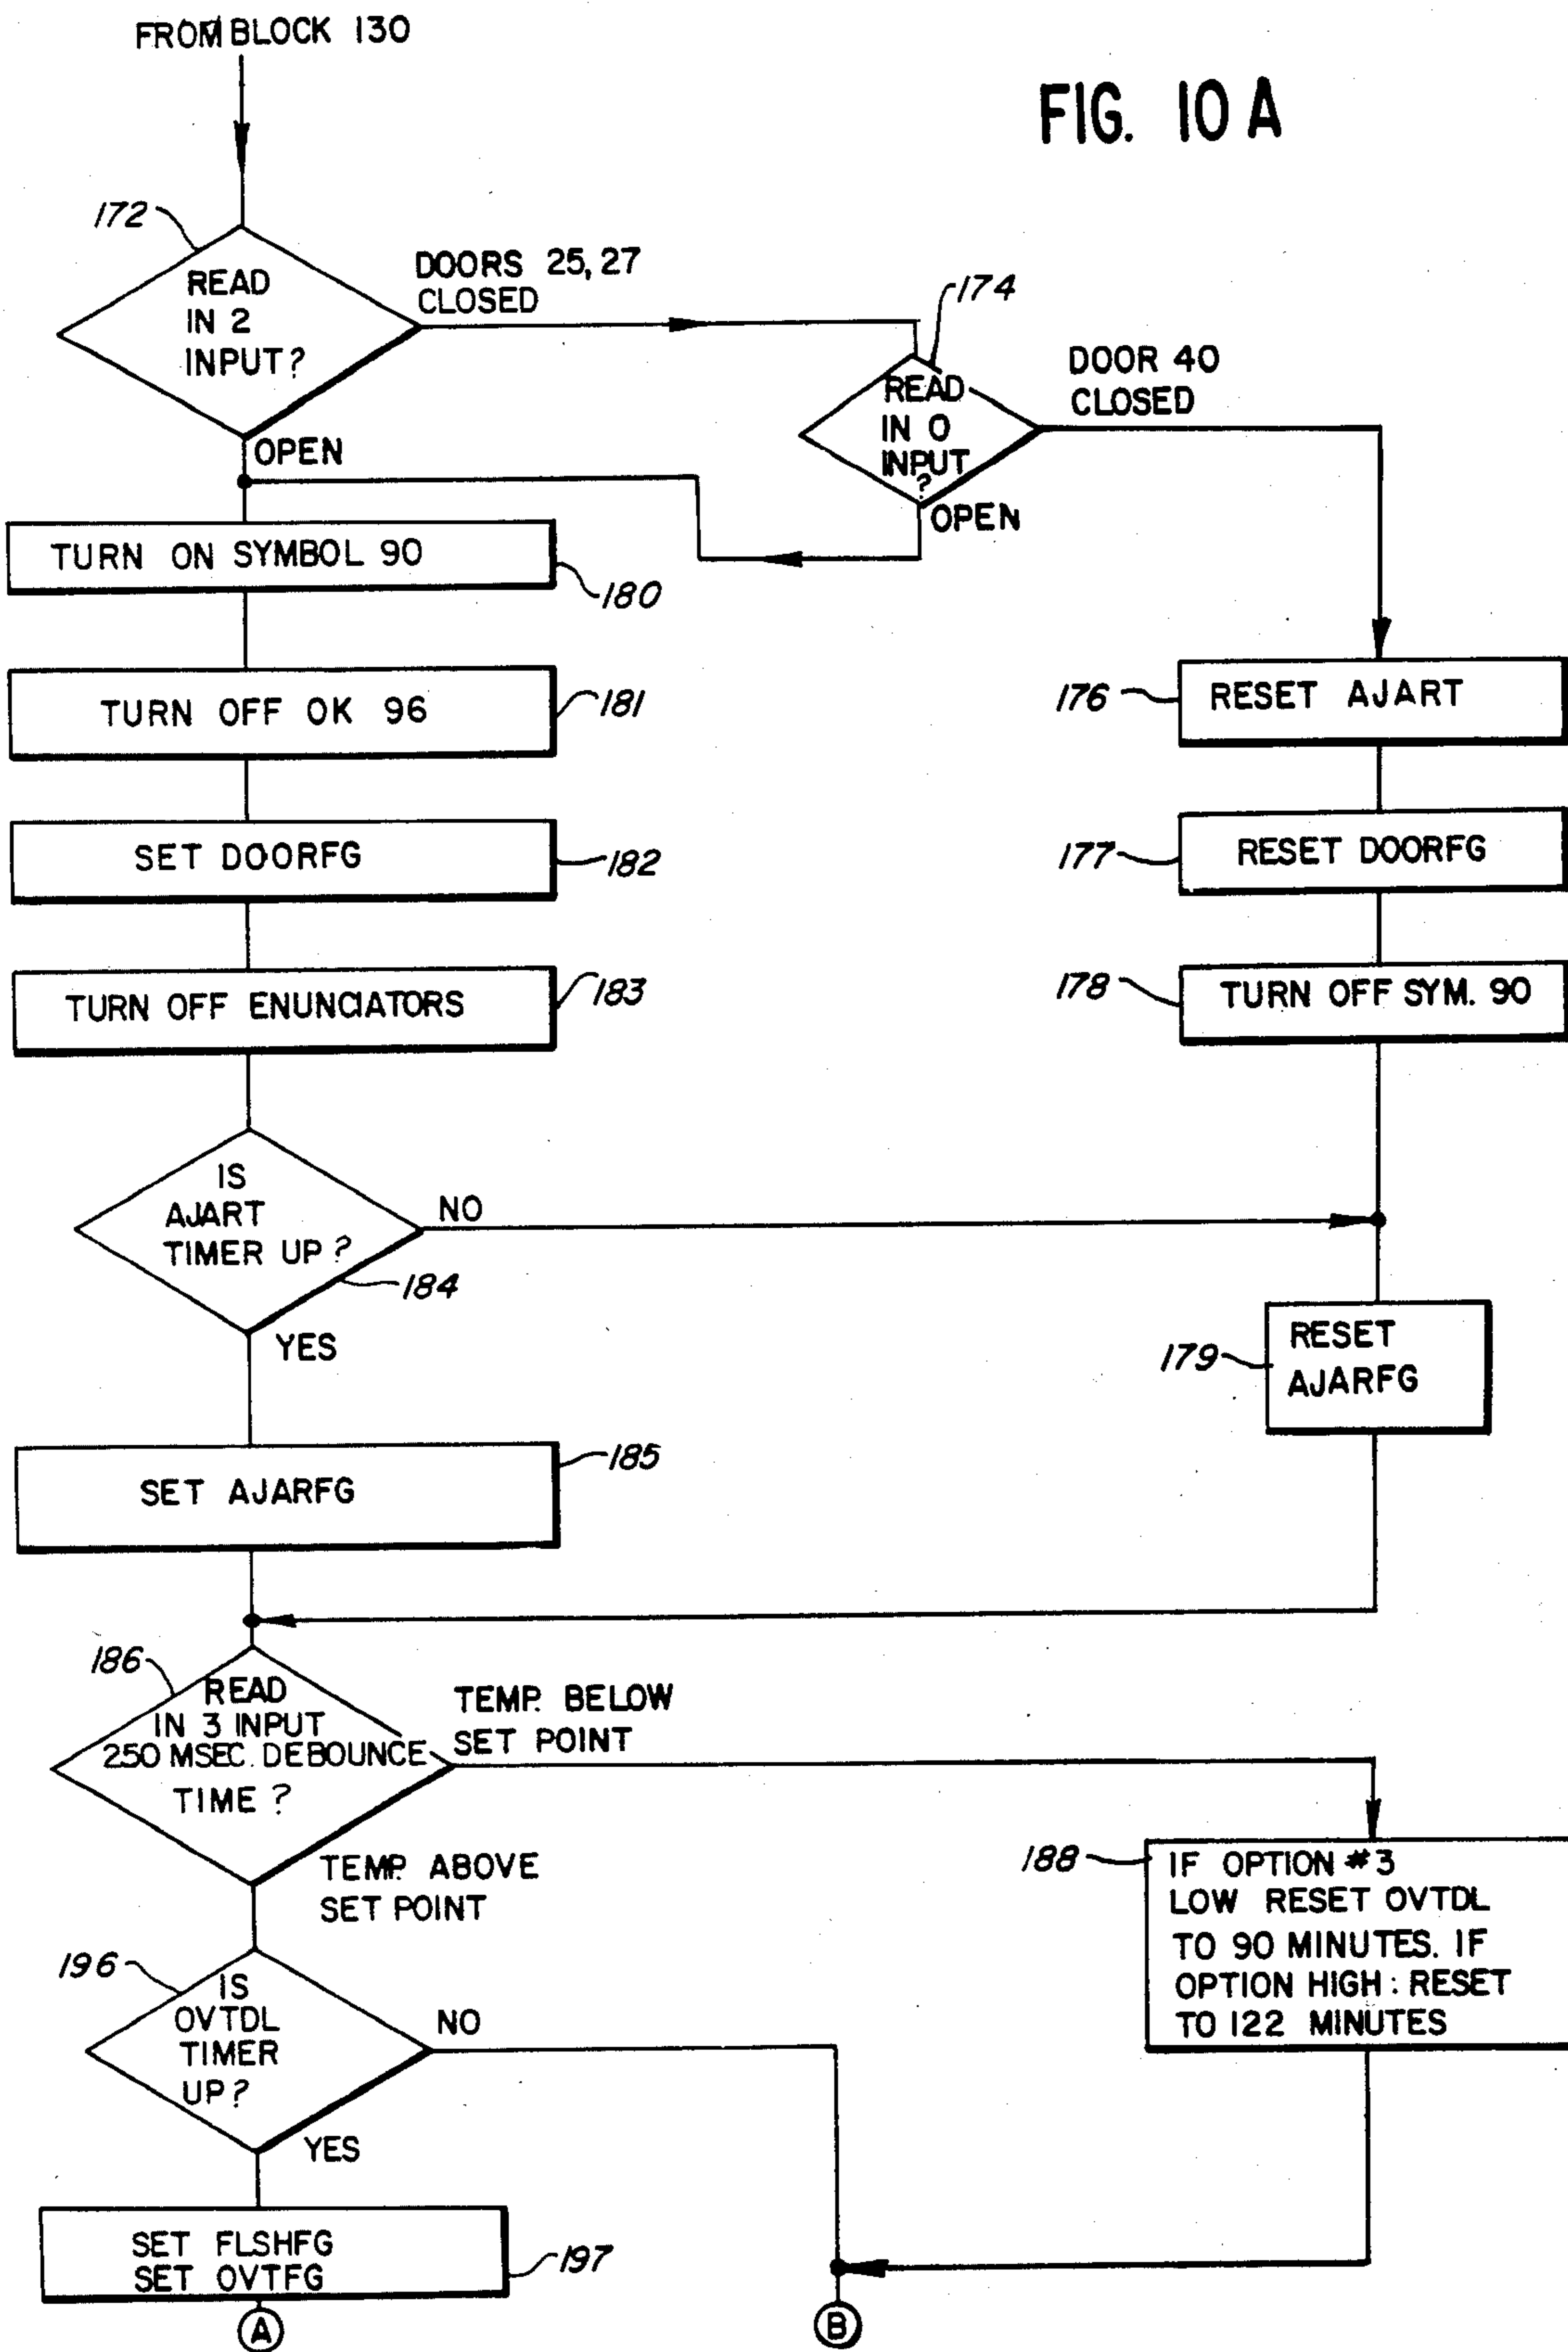 FROM BLOCK 130
FIG. 10 A
172
READ
IN 2
INPUT?
DOORS 25, 27
CLOSED
OPEN
174
READ
IN 0
INPUT
?
DOOR 40
CLOSED
OPEN
TURN ON SYMBOL 90
180
TURN OFF OK 96
181
176
RESET AJART
SET DOORFG
182
177
RESET DOORFG
TURN OFF ENUNCIATORS
183
178
TURN OFF SYM. 90
IS
AJART
TIMER UP?
NO
184
YES
179
RESET
AJARFG
SET AJARFG
185
186
READ
IN 3 INPUT
250 MSEC. DEBOUNCE
TIME?
TEMP. BELOW
SET POINT
TEMP. ABOVE
SET POINT
188
IF OPTION #3
LOW RESET OVTDL
TO 90 MINUTES. IF
OPTION HIGH: RESET
TO 122 MINUTES
196
IS
OVTDL
TIMER
UP?
NO
YES
SET FLSHFG
SET OVTFG
197
A
B